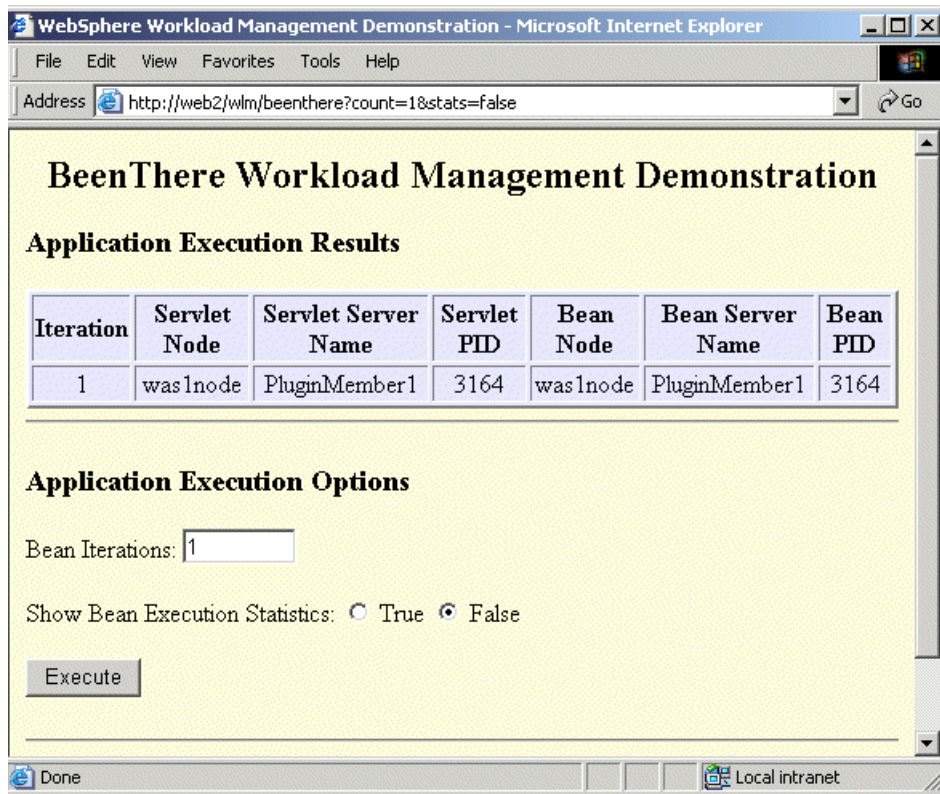 WebSphere Workload Management Demonstration - Microsoft Internet Explorer
File Edit View Favorites Tools Help
Address http://web2/wlm/beenthere?count=1&stats=false Go
BeenThere Workload Management Demonstration
Application Execution Results
Iteration Servlet Node Servlet Server Name Servlet PID Bean Node Bean Server Name Bean PID
1 was1node PluginMember1 3164 was1node PluginMember1 3164
Application Execution Options
Bean Iterations: 1
Show Bean Execution Statistics: True False
Execute
Done Local intranet